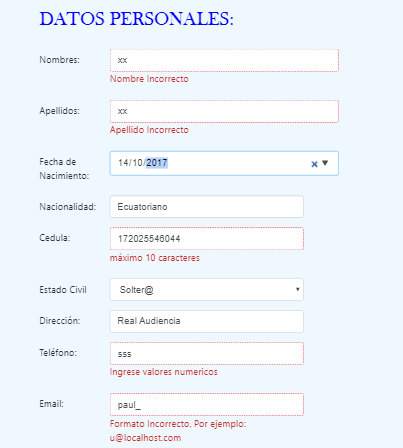 DATOS PERSONALES:
Nombres: xx
Nombre Incorrecto
Apellidos: xx
Apellido Incorrecto
Fecha de Nacimiento: 14/10/2017
Nacionalidad: Ecuatoriano
Cedula: 172025546044
máximo 10 caracteres
Estado Civil Solter@
Dirección: Real Audiencia
Teléfono: sss
Ingrese valores numericos
Email: paul_
Formato Incorrecto. Por ejemplo:
u@localhost.com